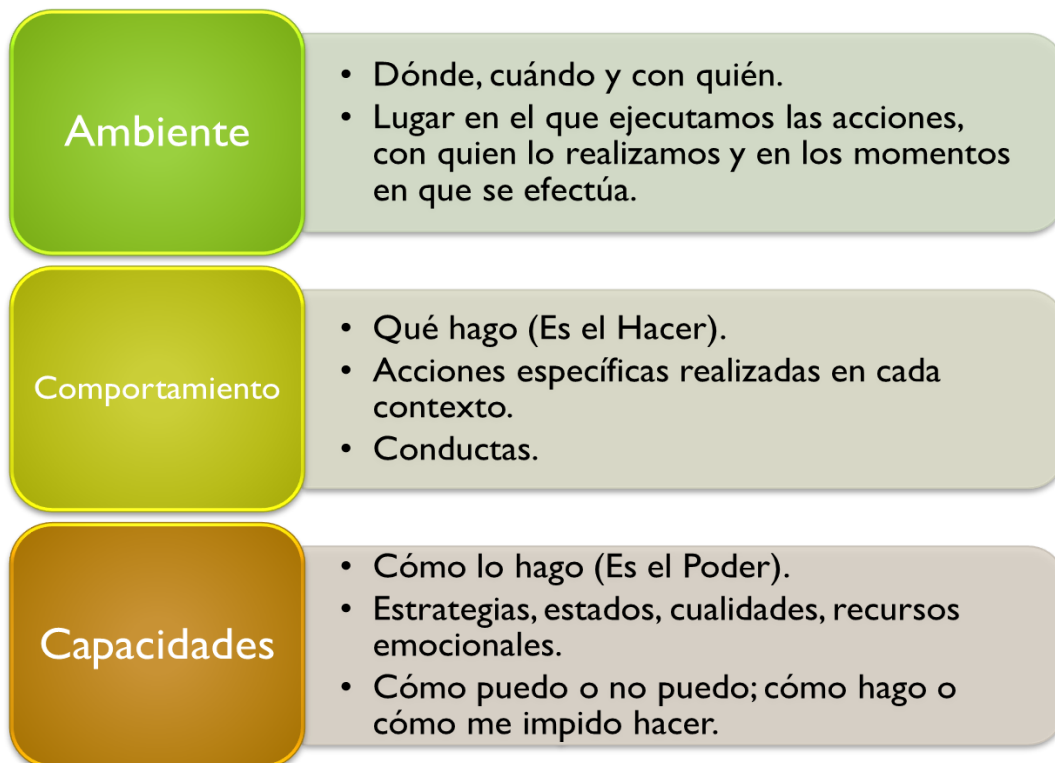 Ambiente
• Dónde, cuándo y con quién.
• Lugar en el que ejecutamos las acciones,
con quien lo realizamos y en los momentos
en que se efectúa.
Comportamiento
• Qué hago (Es el Hacer).
• Acciones específicas realizadas en cada
contexto.
• Conductas.
Capacidades
• Cómo lo hago (Es el Poder).
• Estrategias, estados, cualidades, recursos
emocionales.
• Cómo puedo o no puedo; cómo hago o
cómo me impido hacer.